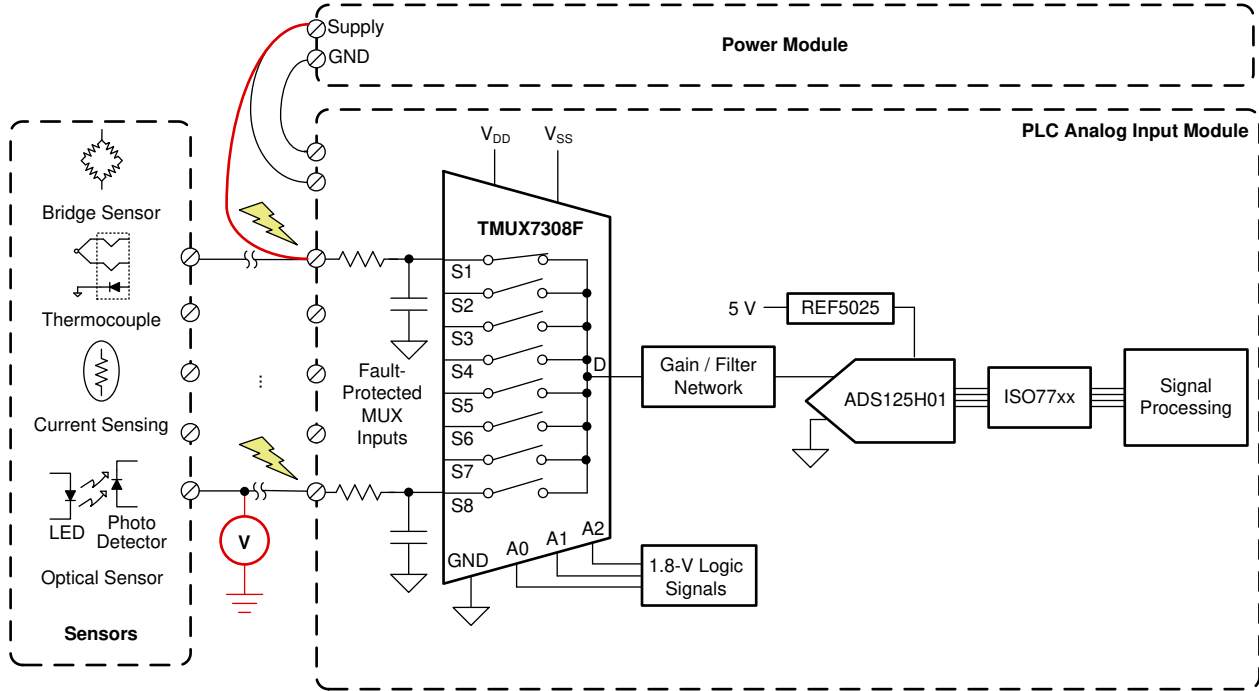 Supply
GND
Power Module
PLC Analog Input Module
VDD
VSS
TMUX7308F
Bridge Sensor
Thermocouple
Current Sensing
LED
Photo
Detector
Optical Sensor
Sensors
...
V
Fault-
Protected
MUX
Inputs
S1
S2
S3
S4
S5
S6
S7
S8
D
GND
A0
A1
A2
1.8-V Logic
Signals
Gain / Filter
Network
5 V
REF5025
ADS125H01
ISO77xx
Signal
Processing